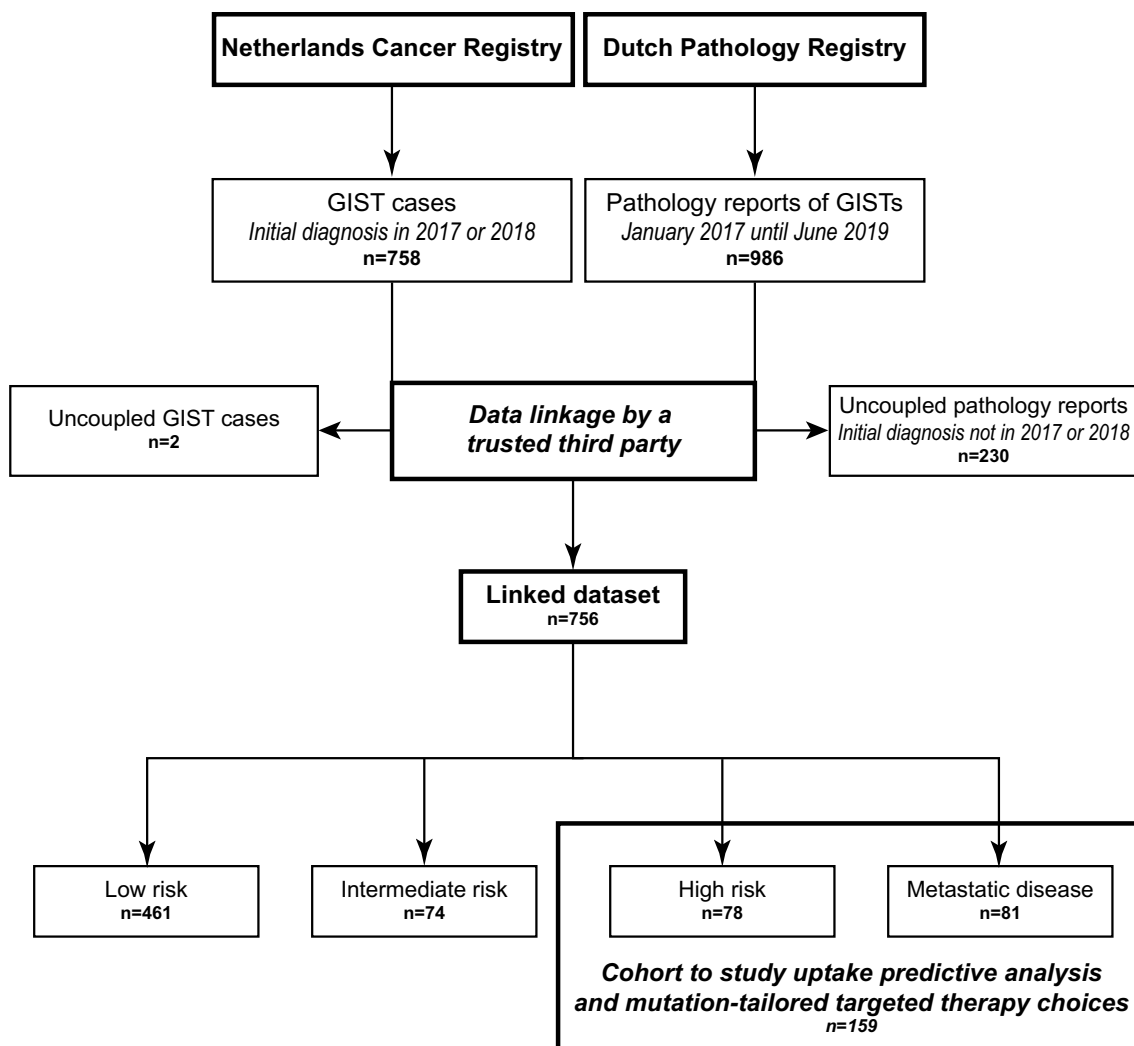 Netherlands Cancer Registry
Dutch Pathology Registry
GIST cases
Initial diagnosis in 2017 or 2018
n=758
Pathology reports of GISTs
January 2017 until June 2019
n=986
Uncoupled GIST cases
n=2
Data linkage by a
trusted third party
Uncoupled pathology reports
Initial diagnosis not in 2017 or 2018
n=230
Linked dataset
n=756
Low risk
n=461
Intermediate risk
n=74
High risk
n=78
Metastatic disease
n=81
Cohort to study uptake predictive analysis
and mutation-tailored targeted therapy choices
n=159